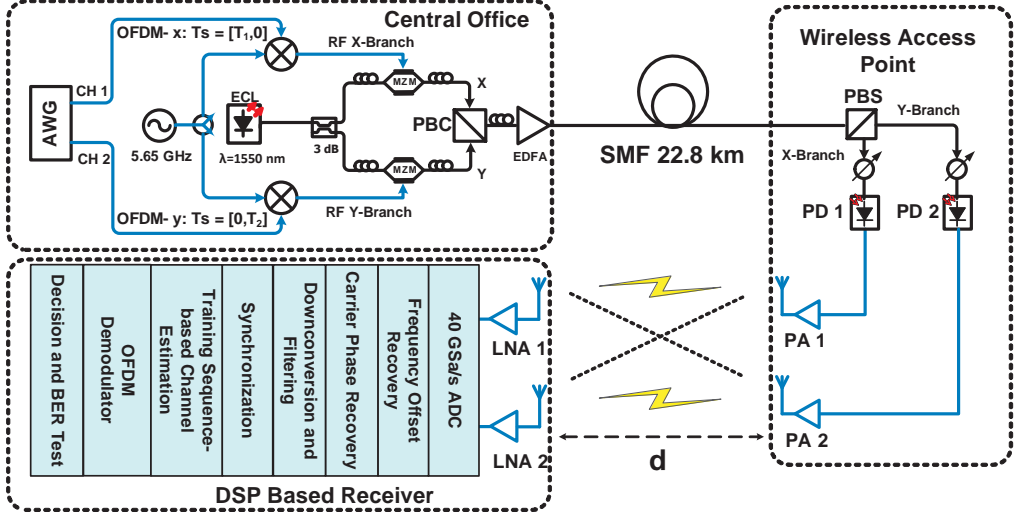 Central Office
OFDM- x: Ts = [T₁,0]
RF X-Branch
CH 1
AWG
5.65 GHz
ECL
λ=1550 nm
3 dB
MZM
X
PBC
MZM
Y
EDFA
CH 2
OFDM- y: Ts = [0,T₂]
RF Y-Branch
SMF 22.8 km
Wireless Access
Point
PBS
Y-Branch
X-Branch
PD 1
PD 2
PA 1
PA 2
Decision and BER Test
OFDM
Demodulator
Training Sequence-
based Channel
Estimation
Synchronization
Downconversion and
Filtering
Carrier Phase Recovery
Frequency Offset
Recovery
40 GSa/s ADC
LNA 1
LNA 2
d
DSP Based Receiver